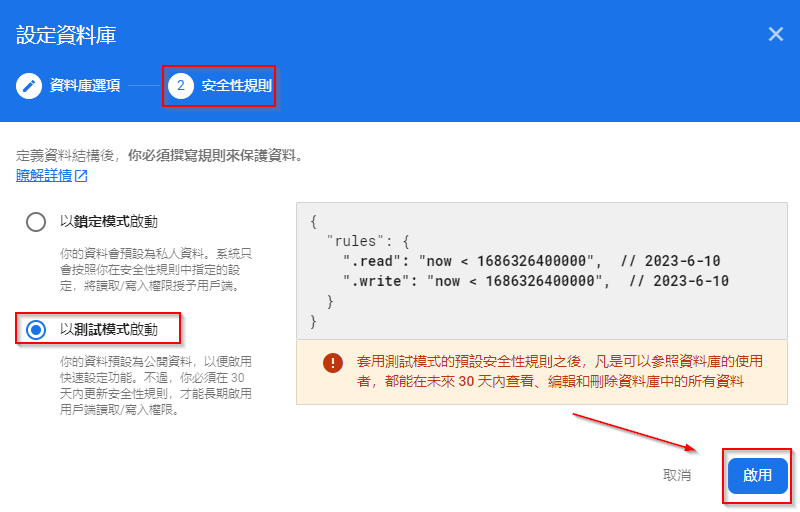 設定資料庫
資料庫選項
2 安全性規則
定義資料結構後，你必須撰寫規則來保護資料。
瞭解詳情
以鎖定模式啟動
你的資料會預設為私人資料。系統只
會按照你在安全性規則中指定的設
定，將讀取/寫入權限授予用戶端。
以測試模式啟動
你的資料預設為公開資料，以便啟用
快速設定功能。不過，你必須在 30
天內更新安全性規則，才能長期啟用
用戶端讀取/寫入權限。
{
"rules": {
".read": "now < 1686326400000", // 2023-6-10
".write": "now < 1686326400000", // 2023-6-10
}
}
套用測試模式的預設安全性規則之後，凡是可以參照資料庫的使用
者，都能在未來 30 天內查看、編輯和刪除資料庫中的所有資料
取消
啟用